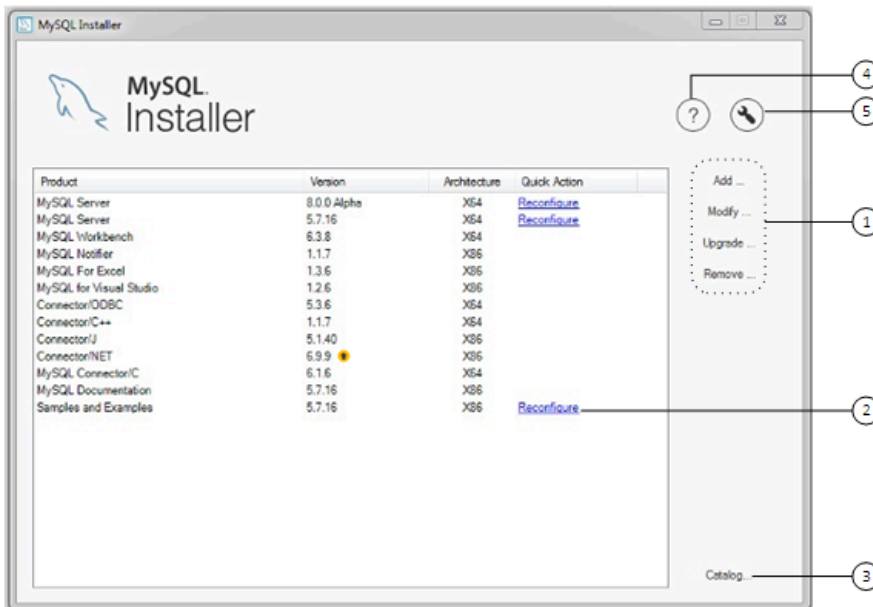 MySQL Installer
MySQL.
Installer
?
4
5
Product Version Architecture Quick Action
MySQL Server 8.0.0 Alpha X64 Reconfigure
MySQL Server 5.7.16 X64 Reconfigure
MySQL Workbench 6.3.8 X64
MySQL Notifier 1.1.7 X86
MySQL For Excel 1.3.6 X86
MySQL for Visual Studio 1.2.6 X86
Connector/ODBC 5.3.6 X64
Connector/C++ 1.1.7 X64
Connector/J 5.1.40 X86
Connector/NET 6.9.9 X86
MySQL Connector/C 6.1.6 X64
MySQL Documentation 5.7.16 X86
Samples and Examples 5.7.16 X86 Reconfigure
Add ...
Modify ...
Upgrade ...
Remove ...
1
2
Catalog...
3